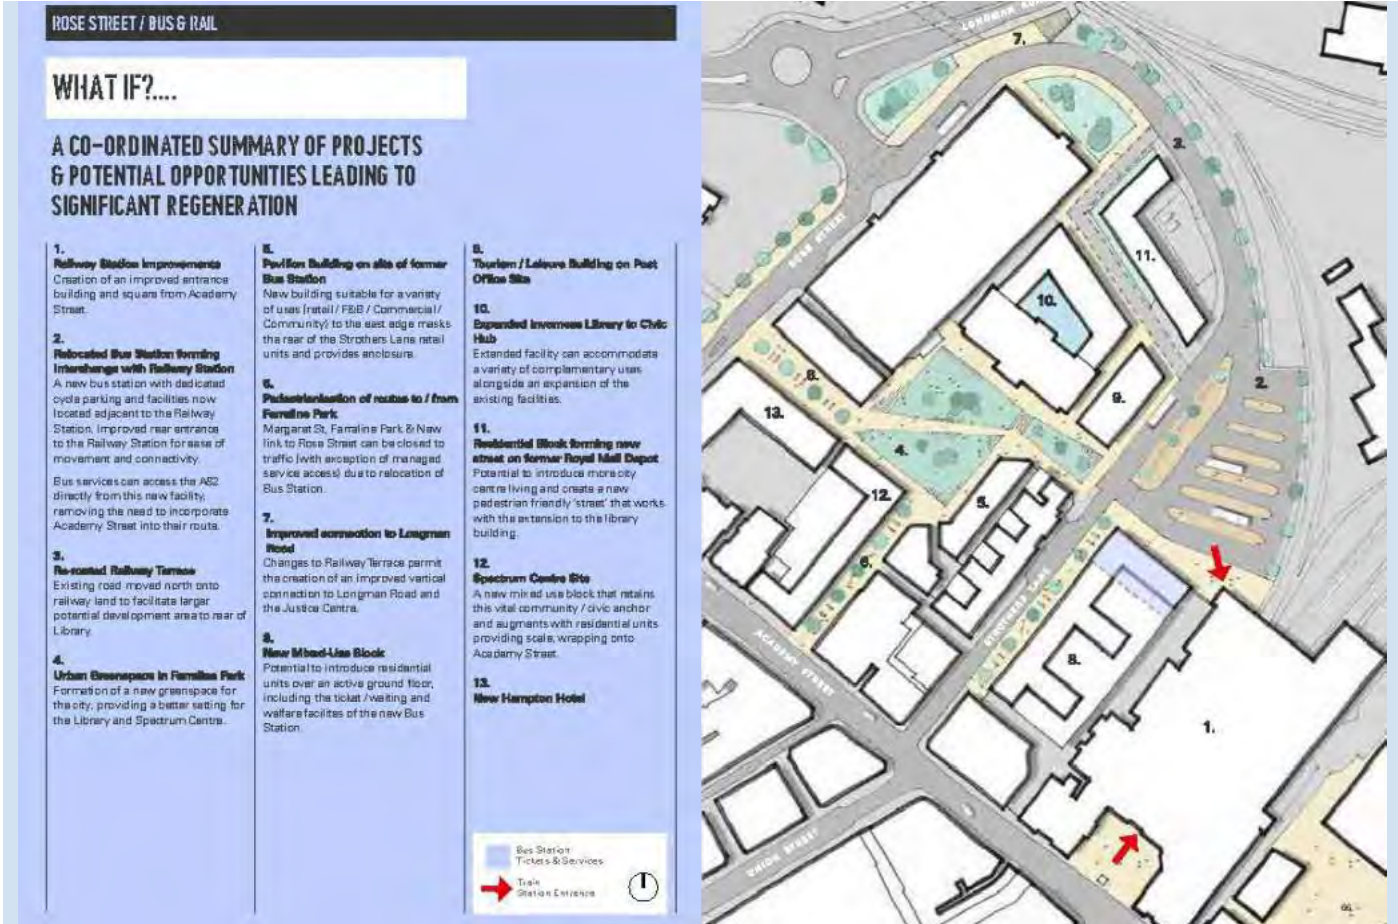 ROSE STREET / BUS & RAIL
WHAT IF?....
A CO-ORDINATED SUMMARY OF PROJECTS
& POTENTIAL OPPORTUNITIES LEADING TO
SIGNIFICANT REGENERATION
1.
Railway Station Improvements
Creation of an improved entrance
building and square from Academy
Street.
2.
Relocated Bus Station forming
Interchange with Railway Station
A new bus station with dedicated
cycle parking and facilities now
located adjacent to the Railway
Station. Improved rear entrance
to the Railway Station for ease of
movement and connectivity.
Bus services can access the A82
directly from this new facility,
removing the need to incorporate
Academy Street into their route.
3.
Re-routed Railway Terrace
Existing road moved north onto
railway land to facilitate larger
potential development area to rear of
Library.
4.
Urban Greenspace in Farraline Park
Formation of a new greenspace for
the city, providing a better setting for
the Library and Spectrum Centre.
5.
Pavilion Building on site of former
Bus Station
New building suitable for a variety
of uses (retail / F&B / Commercial /
Community) to the east edge masks
the rear of the Strothers Lane retail
units and provides enclosure.
6.
Pedestrianisation of routes to / from
Farraline Park
Margaret St, Farraline Park & New
link to Rose Street can be closed to
traffic (with exception of managed
service access) due to relocation of
Bus Station.
7.
Improved connection to Longman
Road
Changes to Railway Terrace permit
the creation of an improved vertical
connection to Longman Road and
the Justice Centre.
8.
New Mixed-Use Block
Potential to introduce residential
units over an active ground floor,
including the ticket / waiting and
welfare facilites of the new Bus
Station.
9.
Tourism / Leisure Building on Post
Office Site
10.
Expanded Inverness Library to Civic
Hub
Extended facility can accommodate
a variety of complementary uses
alongside an expansion of the
existing facilities.
11.
Residential Block forming new
street on former Royal Mail Depot
Potential to introduce more city
centre living and create a new
pedestrian friendly 'street' that works
with the extension to the library
building.
12.
Spectrum Centre Site
A new mixed use block that retains
this vital community / civic anchor
and augments with residential units
providing scale, wrapping onto
Academy Street.
13.
New Hampton Hotel
Bus Station
Tickets & Services
Train
Station Entrance
LONGMAN ROAD
7.
3.
ROSE STREET
11.
10.
2.
6.
9.
13.
4.
12.
5.
6.
STROTHERS LANE
ACADEMY STREET
8.
1.
UNION STREET